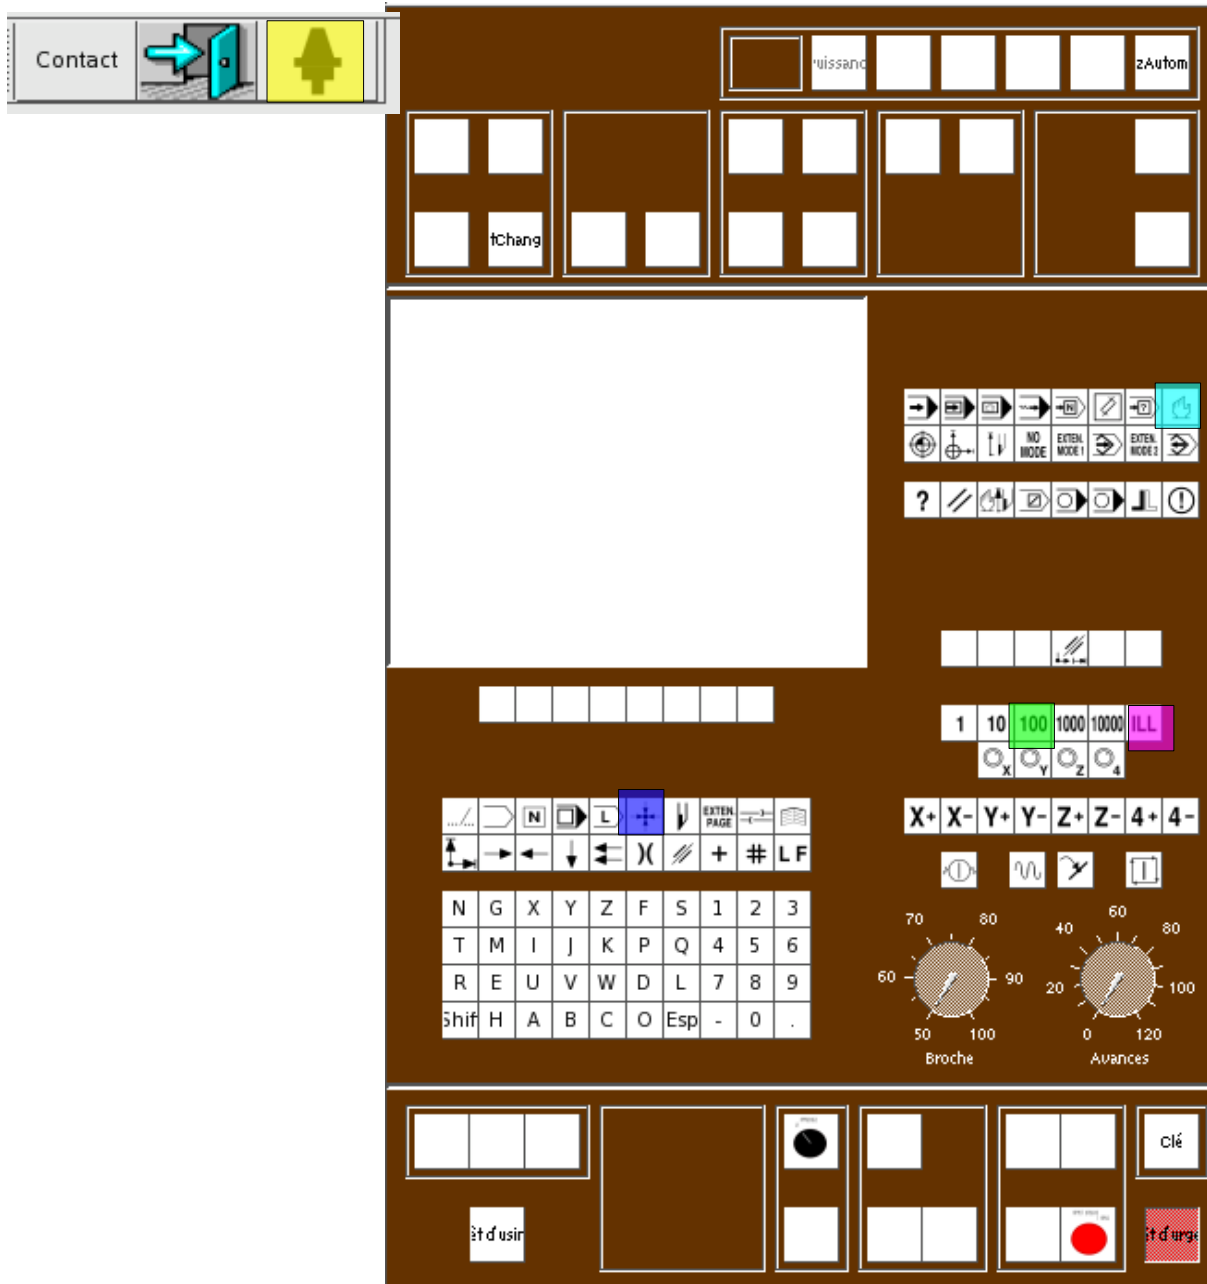 Contact
uissanc
zAutom
tChang
NO MODE
EXTEN. MODE 1
EXTEN. MODE 2
?
1 10 100 1000 10000 ILL
X Y Z 4
N L EXTEN. PAGE
+ # L F
X+ X- Y+ Y- Z+ Z- 4+ 4-
N G X Y Z F S 1 2 3
T M I J K P Q 4 5 6
R E U V W D L 7 8 9
Shif H A B C O Esp - 0 .
70 80
60 90
50 100
Broche
60
40 80
20 100
0 120
Avances
Clé
êt d'usin
êt d'urge